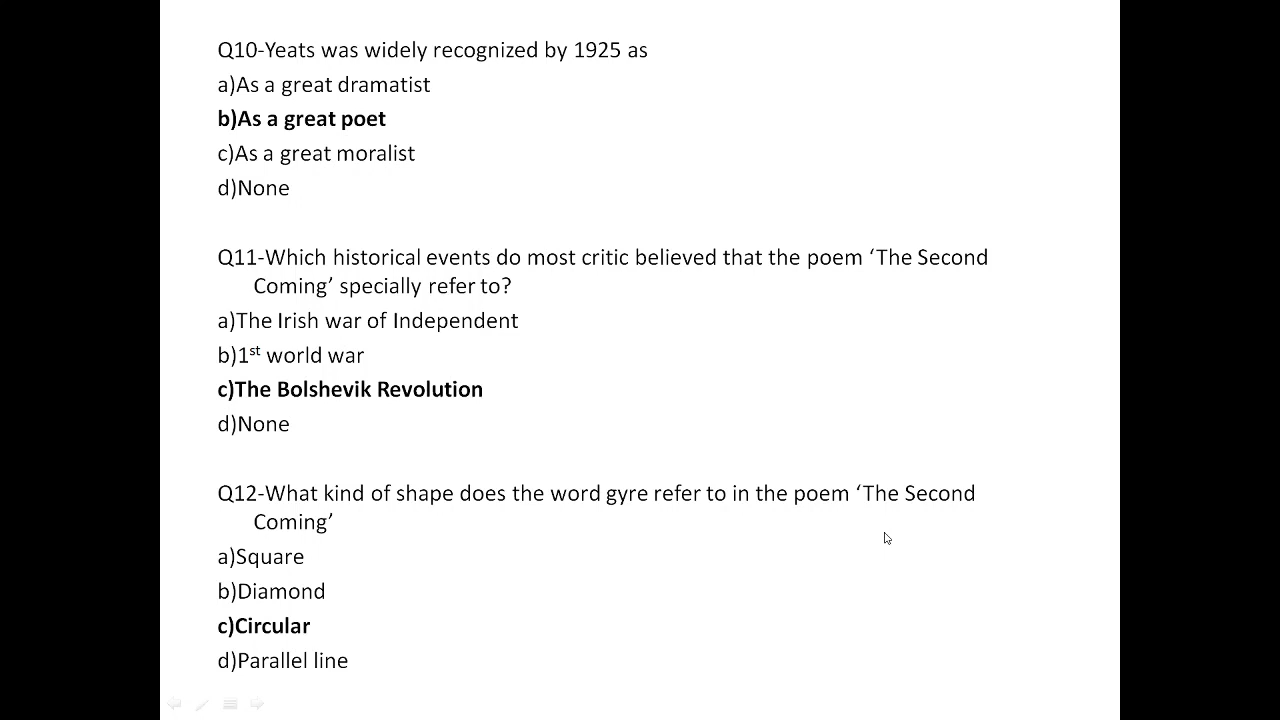 Q10-Yeats was widely recognized by 1925 as
a)As a great dramatist
b)As a great poet
c)As a great moralist
d)None
Q11-Which historical events do most critic believed that the poem ‘The Second
Coming’ specially refer to?
a)The Irish war of Independent
b)1st world war
c)The Bolshevik Revolution
d)None
Q12-What kind of shape does the word gyre refer to in the poem ‘The Second
Coming’
a)Square
b)Diamond
c)Circular
d)Parallel line